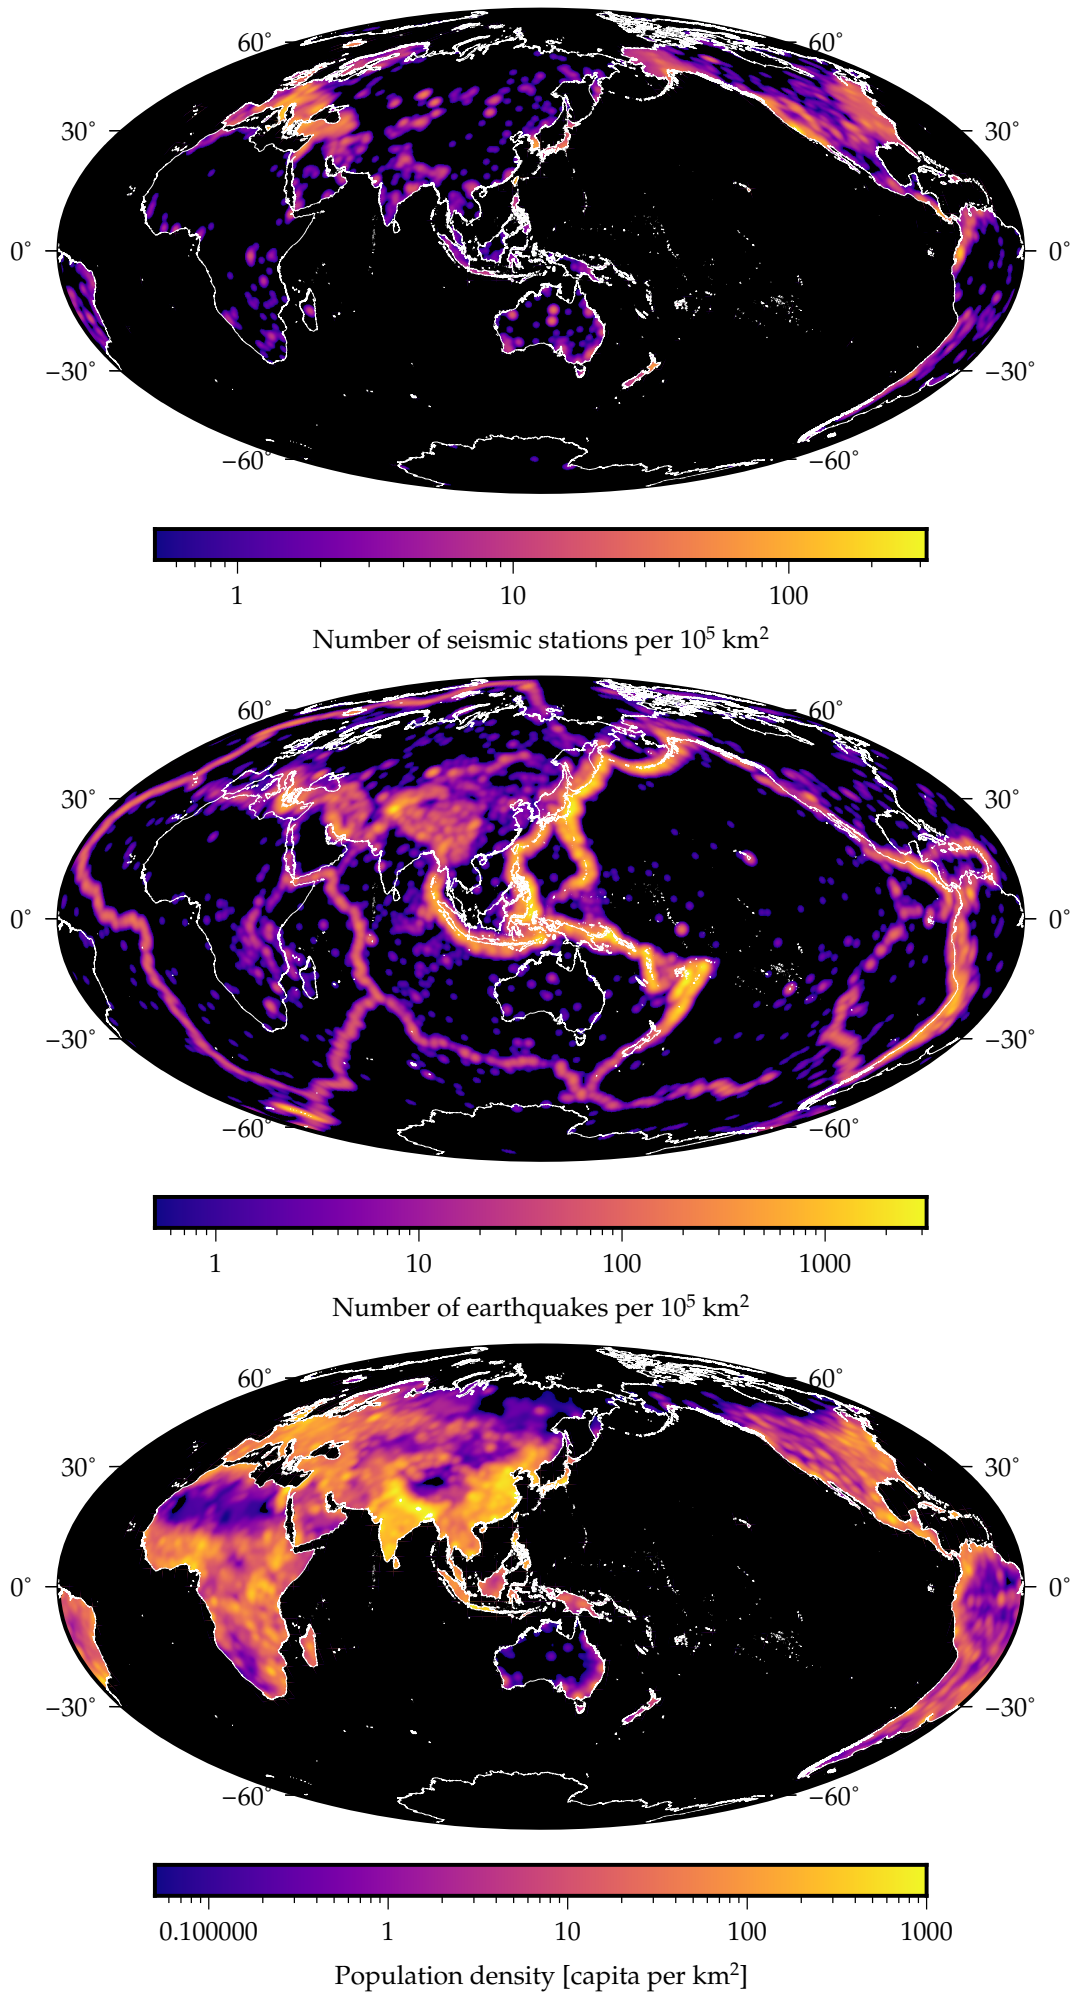 60° 60°
30° 30°
0° 0°
−30° −30°
−60° −60°
1 10 100
Number of seismic stations per 10⁵ km²
60° 60°
30° 30°
0° 0°
−30° −30°
−60° −60°
1 10 100 1000
Number of earthquakes per 10⁵ km²
60° 60°
30° 30°
0° 0°
−30° −30°
−60° −60°
0.100000 1 10 100 1000
Population density [capita per km²]